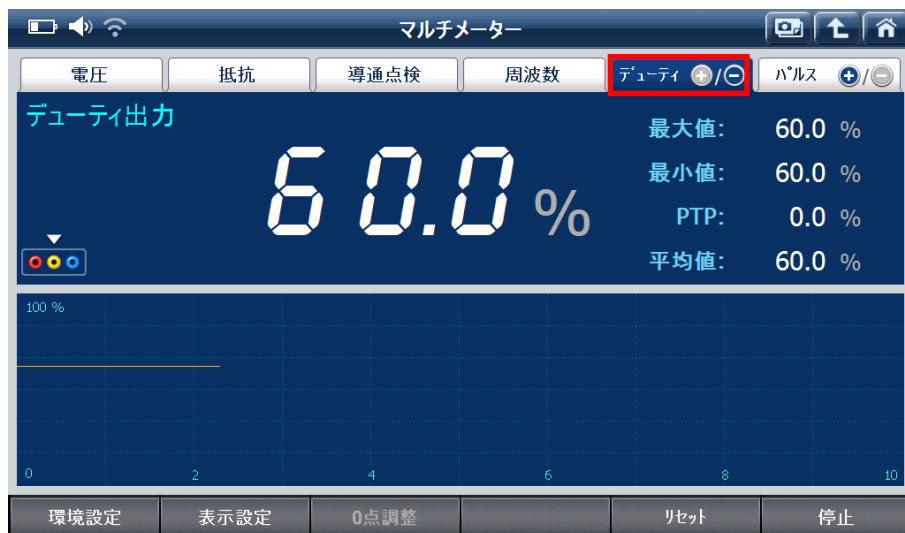 マルチメーター
電圧 抵抗 導通点検 周波数 デューティ +/- パルス +/-
デューティ出力
60.0 %
最大値: 60.0 %
最小値: 60.0 %
PTP: 0.0 %
平均値: 60.0 %
100 %
0 2 4 6 8 10
環境設定 表示設定 0点調整 リセット 停止